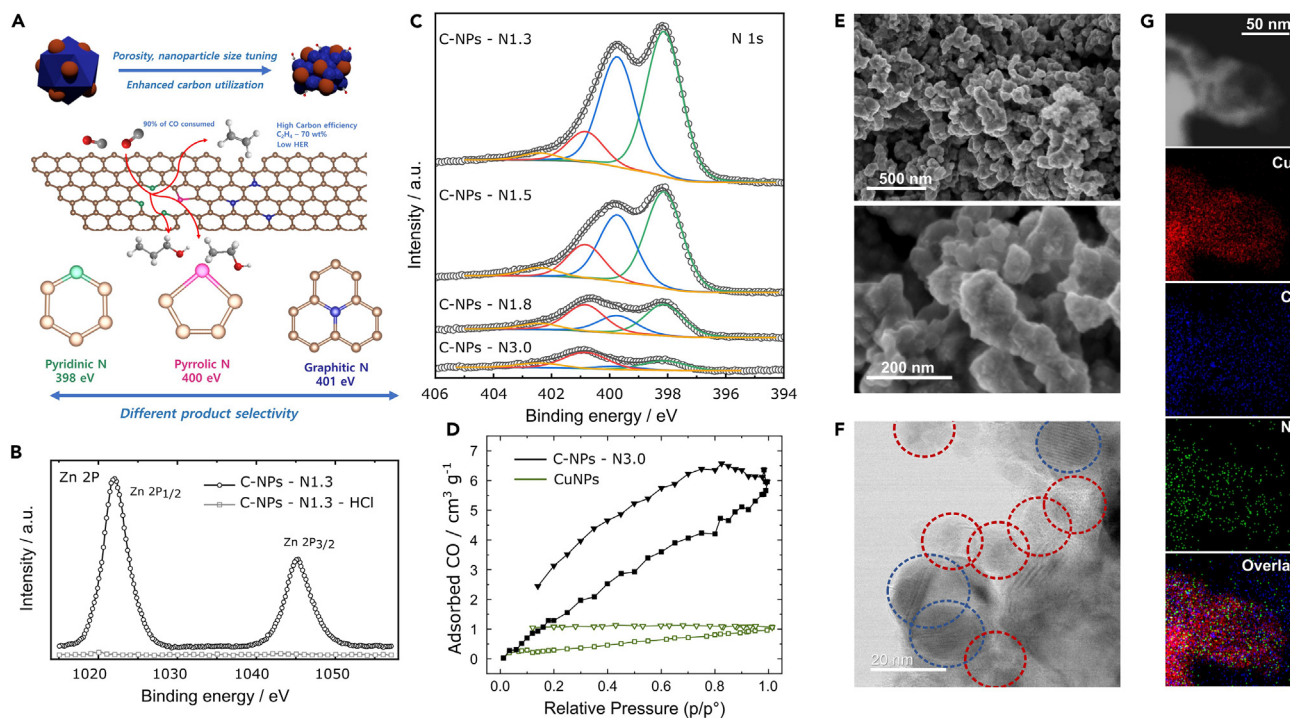 A
Porosity, nanoparticle size tuning
Enhanced carbon utilization
90% of CO consumed
High Carbon efficiency
C₂H₄ – 70 wt%
Low HER
Pyridinic N
398 eV
Pyrrolic N
400 eV
Graphitic N
401 eV
Different product selectivity
B
Zn 2P
Zn 2P₁/₂
Zn 2P₃/₂
C-NPs - N1.3
C-NPs - N1.3 - HCl
Intensity / a.u.
1020
1030
1040
1050
Binding energy / eV
C
C-NPs - N1.3
N 1s
C-NPs - N1.5
C-NPs - N1.8
C-NPs - N3.0
Intensity / a.u.
406
404
402
400
398
396
394
Binding energy / eV
D
C-NPs - N3.0
CuNPs
Adsorbed CO / cm³ g⁻¹
7
6
5
4
3
2
1
0
0.0
0.2
0.4
0.6
0.8
1.0
Relative Pressure (p/p°)
E
500 nm
200 nm
F
20 nm
G
50 nm
Cu
C
N
Overla